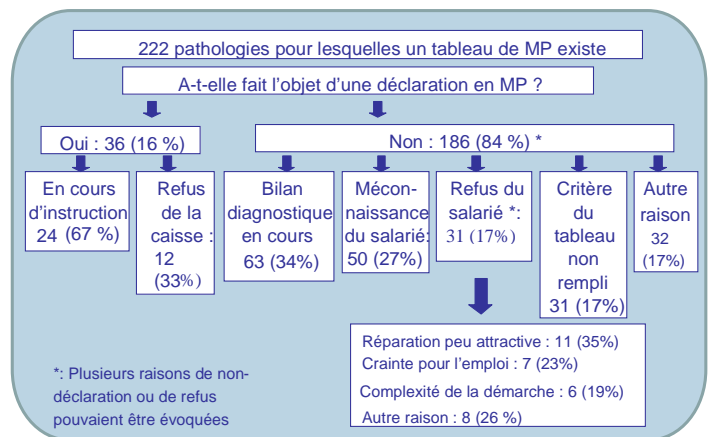 222 pathologies pour lesquelles un tableau de MP existe
A-t-elle fait l'objet d'une déclaration en MP ?
Oui : 36 (16 %)
Non : 186 (84 %) *
En cours
d'instruction
24 (67 %)
Refus
de la
caisse :
12
(33%)
Bilan
diagnostique
en cours
63 (34%)
Mécon-
naissance
du salarié:
50 (27%)
Refus du
salarié *:
31 (17%)
Critère
du
tableau
non
rempli
31 (17%)
Autre
raison
32
(17%)
Réparation peu attractive : 11 (35%)
Crainte pour l'emploi : 7 (23%)
Complexité de la démarche : 6 (19%)
Autre raison : 8 (26 %)
*: Plusieurs raisons de non-
déclaration ou de refus
pouvaient être évoquées